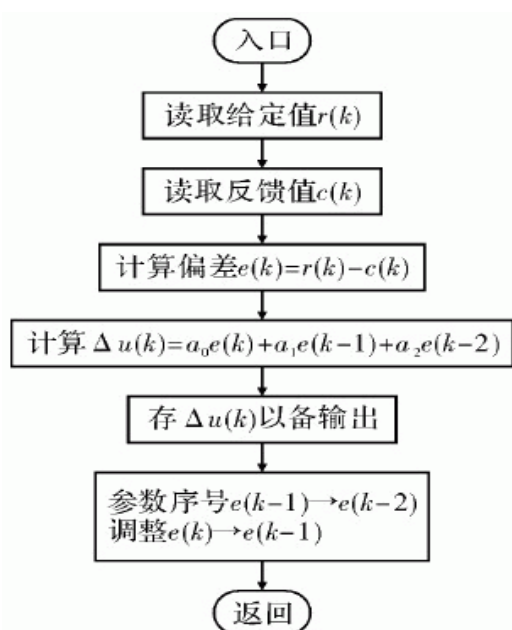 入口
读取给定值r(k)
读取反馈值c(k)
计算偏差e(k)=r(k)-c(k)
计算Δu(k)=a₀e(k)+a₁e(k-1)+a₂e(k-2)
存Δu(k)以备输出
参数序号e(k-1)→e(k-2)
调整e(k)→e(k-1)
返回